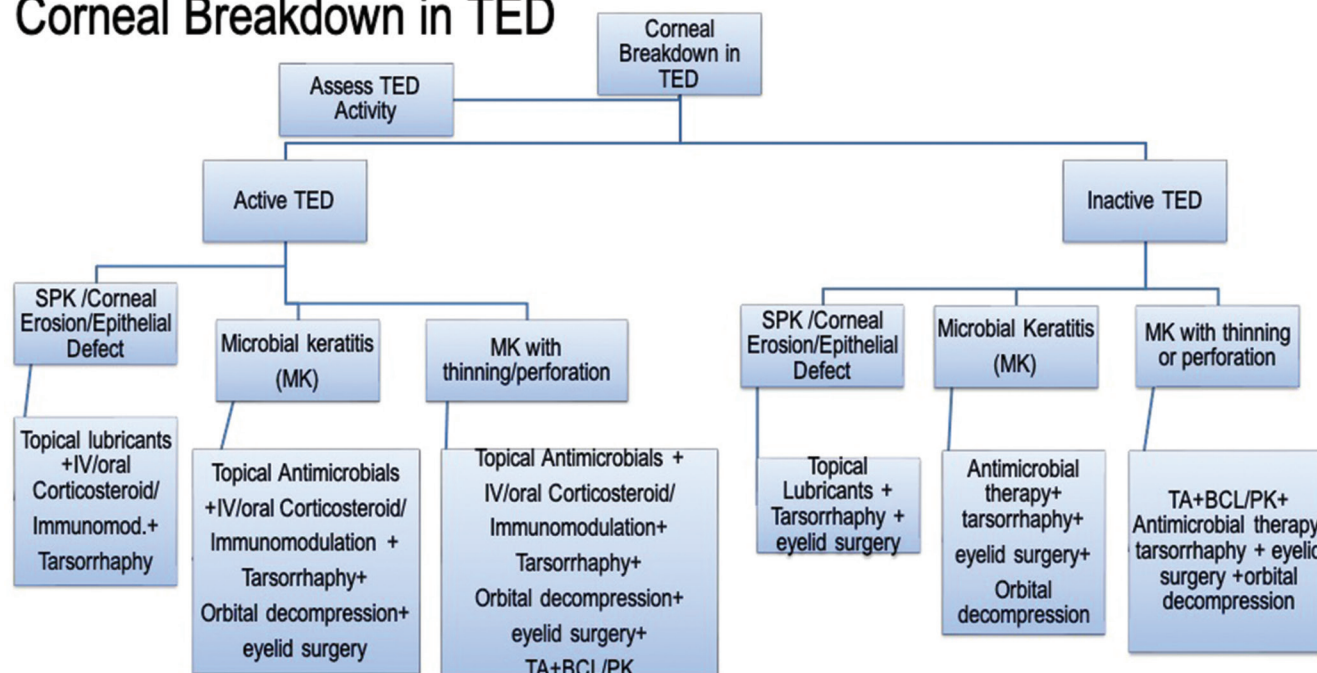 Corneal Breakdown in TED
Corneal
Breakdown in
TED
Assess TED
Activity
Active TED
Inactive TED
SPK /Corneal
Erosion/Epithelial
Defect
Microbial keratitis
(MK)
MK with
thinning/perforation
SPK /Corneal
Erosion/Epithelial
Defect
Microbial Keratitis
(MK)
MK with thinning
or perforation
Topical lubricants
+IV/oral
Corticosteroid/
Immunomod.+
Tarsorrhaphy
Topical Antimicrobials
+IV/oral Corticosteroid/
Immunomodulation +
Tarsorrhaphy+
Orbital decompression+
eyelid surgery
Topical Antimicrobials +
IV/oral Corticosteroid/
Immunomodulation+
Tarsorrhaphy+
Orbital decompression+
eyelid surgery+
TA+BCL/PK
Topical
Lubricants +
Tarsorrhaphy +
eyelid surgery
Antimicrobial
therapy+
tarsorrhaphy+
eyelid surgery+
Orbital
decompression
TA+BCL/PK+
Antimicrobial therapy
tarsorrhaphy + eyelid
surgery +orbital
decompression